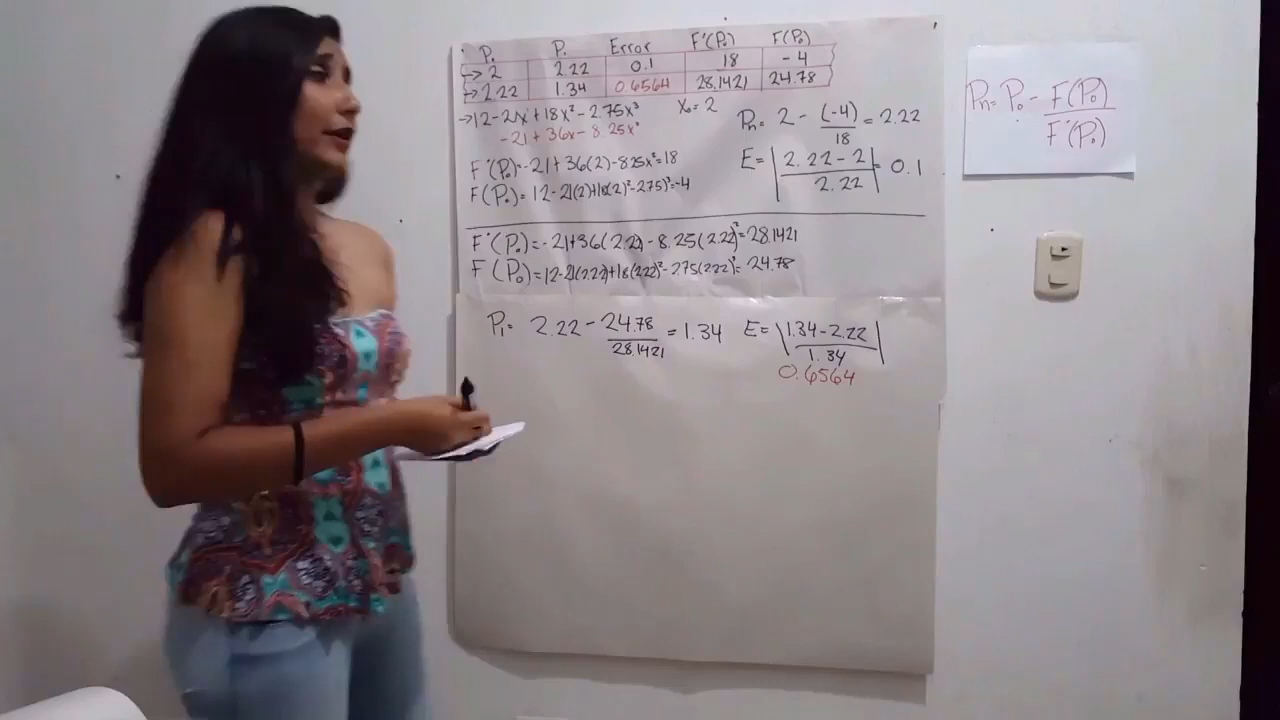 P₀ P₁ Error F'(P₀) F(P₀)
→ 2 2.22 0.1 18 -4
→ 2.22 1.34 0.6564 28.1421 24.78
→12-21x+18x²-2.75x³ X₀=2
-21+36x-8.25x²
F'(P₀)=-21+36(2)-8.25x²=18
F(P₀)=12-21(2)+18(2)²-2.75)³=-4
Pn= 2 - (-4)/18 = 2.22
E= |2.22-2/2.22| = 0.1
F'(P₀)=-21+36(2.22)-8.25(2.22)²=28.1421
F(P₀)=12-21(2.22)+18(2.22)²-2.75(2.22)³= 24.78
P₁= 2.22 - 24.78/28.1421 = 1.34
E= |1.34-2.22/1.34|
0.6564
Pn= P₀ - F(P₀)/F'(P₀)